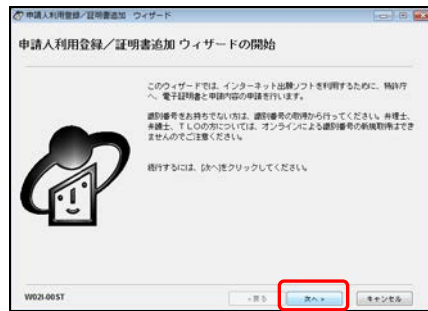 申請人利用登録／証明書追加 ウィザード
申請人利用登録／証明書追加 ウィザードの開始
このウィザードでは、インターネット出願ソフトを利用するために、特許庁
へ、電子証明書と申請内容の申請を行います。
識別番号をお持ちでない方は、識別番号の取得から行ってください。弁理士、
弁護士、TLOの方については、オンラインによる識別番号の新規取得はでき
ませんのでご注意ください。
続行するには、[次へ]をクリックしてください。
W02I-00ST
< 戻る
次へ >
キャンセル